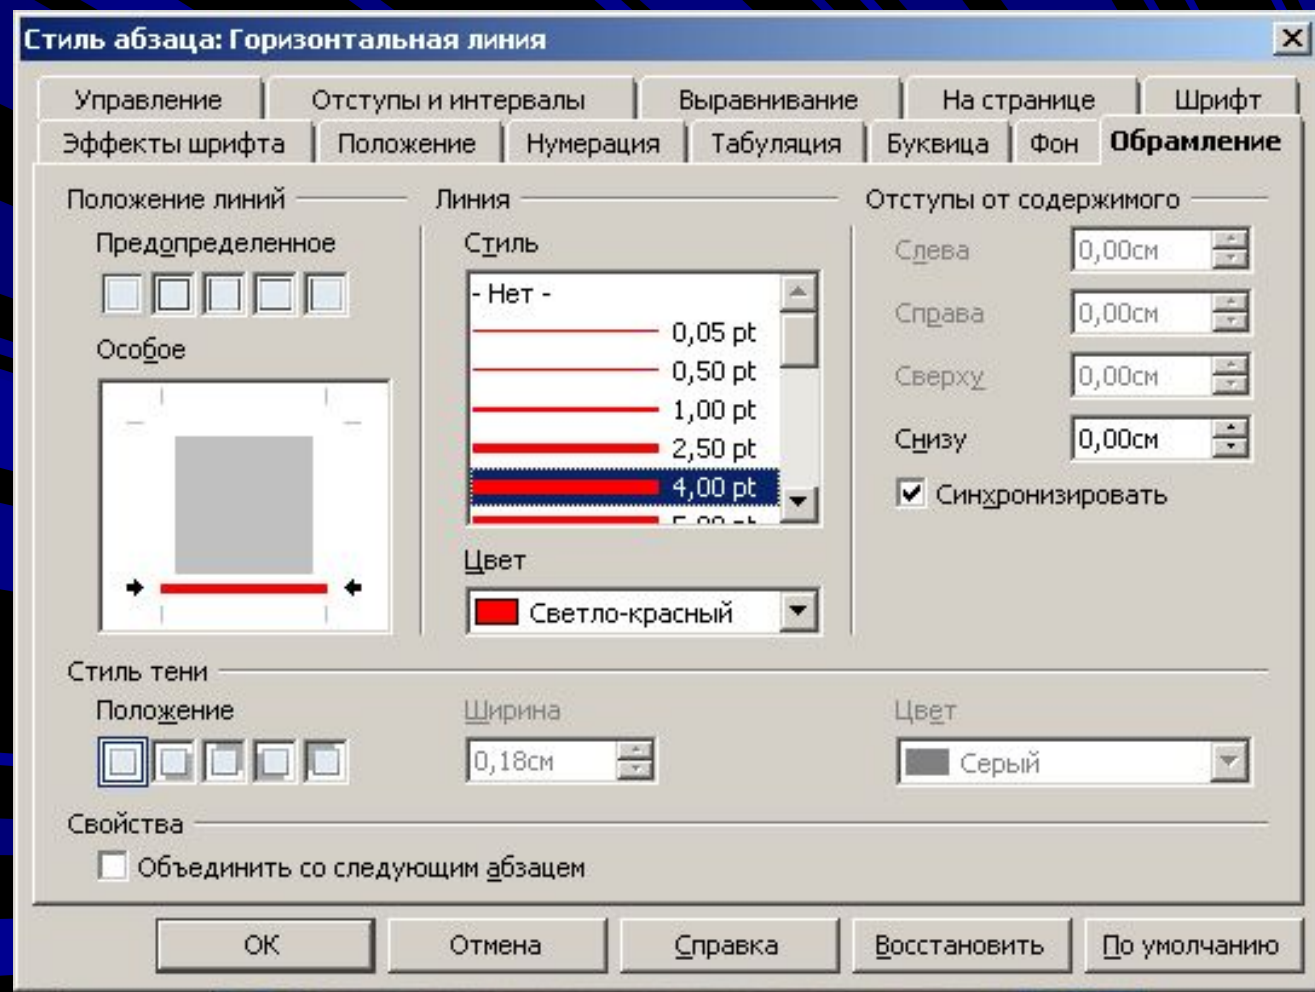 Стиль абзаца: Горизонтальная линия
Управление Отступы и интервалы Выравнивание На странице Шрифт
Эффекты шрифта Положение Нумерация Табуляция Буквица Фон Обрамление
Положение линий
Предопределенное
Особое
Линия
Стиль
- Нет -
0,05 pt
0,50 pt
1,00 pt
2,50 pt
4,00 pt
Цвет
Светло-красный
Отступы от содержимого
Слева 0,00см
Справа 0,00см
Сверху 0,00см
Снизу 0,00см
Синхронизировать
Стиль тени
Положение
Ширина
0,18см
Цвет
Серый
Свойства
Объединить со следующим абзацем
ОК Отмена Справка Восстановить По умолчанию